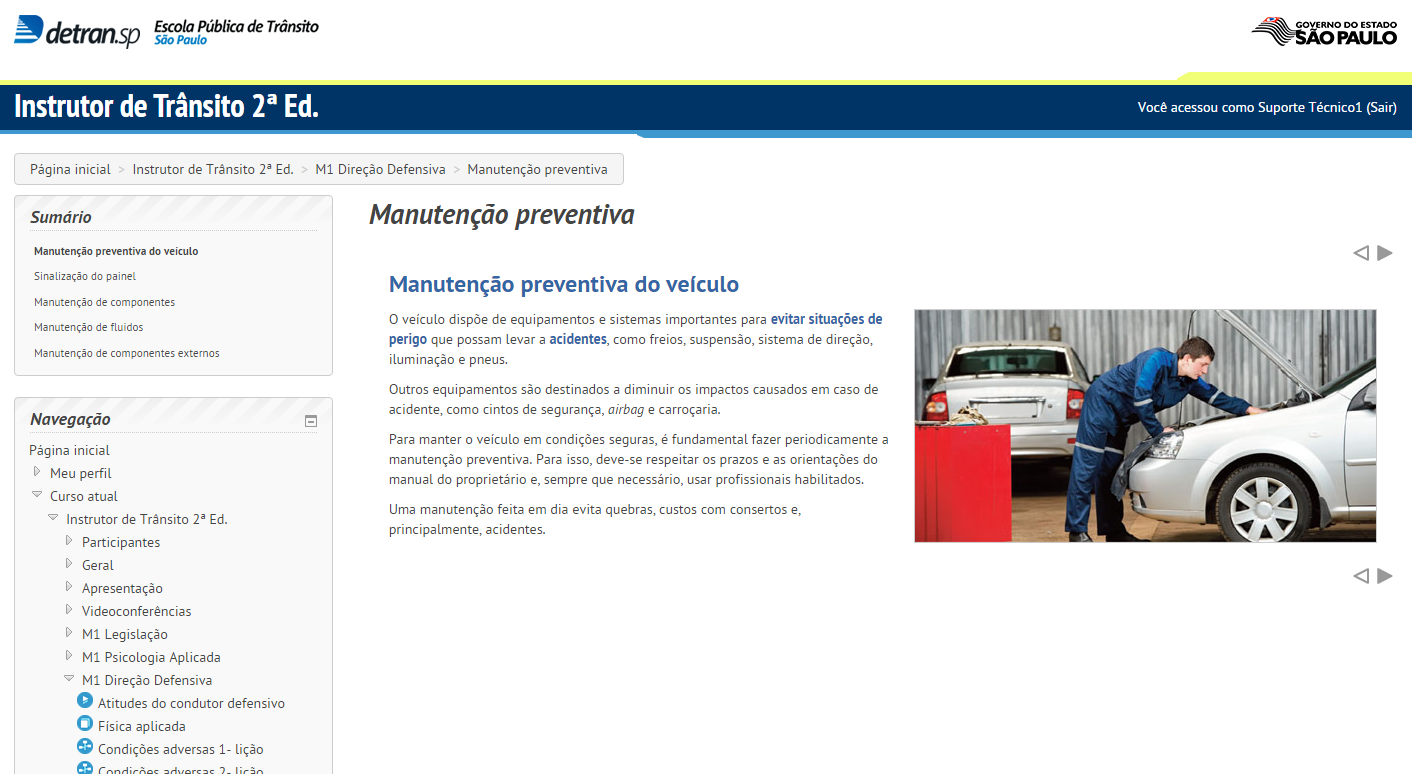 detran.sp
Escola Pública de Trânsito
São Paulo
GOVERNO DO ESTADO
SÃO PAULO
Instrutor de Trânsito 2ª Ed.
Você acessou como Suporte Técnico1 (Sair)
Página inicial > Instrutor de Trânsito 2ª Ed. > M1 Direção Defensiva > Manutenção preventiva
Sumário
Manutenção preventiva do veículo
Sinalização do painel
Manutenção de componentes
Manutenção de fluidos
Manutenção de componentes externos
Navegação
Página inicial
Meu perfil
Curso atual
Instrutor de Trânsito 2ª Ed.
Participantes
Geral
Apresentação
Videoconferências
M1 Legislação
M1 Psicologia Aplicada
M1 Direção Defensiva
Atitudes do condutor defensivo
Física aplicada
Condições adversas 1- lição
Condições adversas 2- lição
Manutenção preventiva
Manutenção preventiva do veículo
O veículo dispõe de equipamentos e sistemas importantes para evitar situações de
perigo que possam levar a acidentes, como freios, suspensão, sistema de direção,
iluminação e pneus.
Outros equipamentos são destinados a diminuir os impactos causados em caso de
acidente, como cintos de segurança, airbag e carroçaria.
Para manter o veículo em condições seguras, é fundamental fazer periodicamente a
manutenção preventiva. Para isso, deve-se respeitar os prazos e as orientações do
manual do proprietário e, sempre que necessário, usar profissionais habilitados.
Uma manutenção feita em dia evita quebras, custos com consertos e,
principalmente, acidentes.